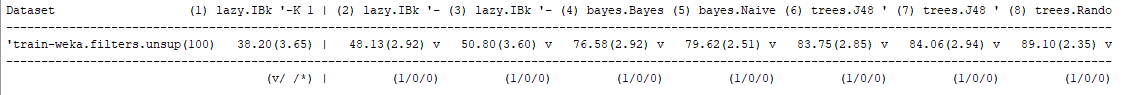 Dataset (1) lazy.IBk '-K 1 | (2) lazy.IBk '- (3) lazy.IBk '- (4) bayes.Bayes (5) bayes.Naive (6) trees.J48 ' (7) trees.J48 ' (8) trees.Rando
----------------------------------------------------------------------------------------------------------------------------------------------------------------
'train-weka.filters.unsup(100) 38.20(3.65) | 48.13(2.92) v 50.80(3.60) v 76.58(2.92) v 79.62(2.51) v 83.75(2.85) v 84.06(2.94) v 89.10(2.35) v
----------------------------------------------------------------------------------------------------------------------------------------------------------------
(v/ /*) | (1/0/0) (1/0/0) (1/0/0) (1/0/0) (1/0/0) (1/0/0) (1/0/0)